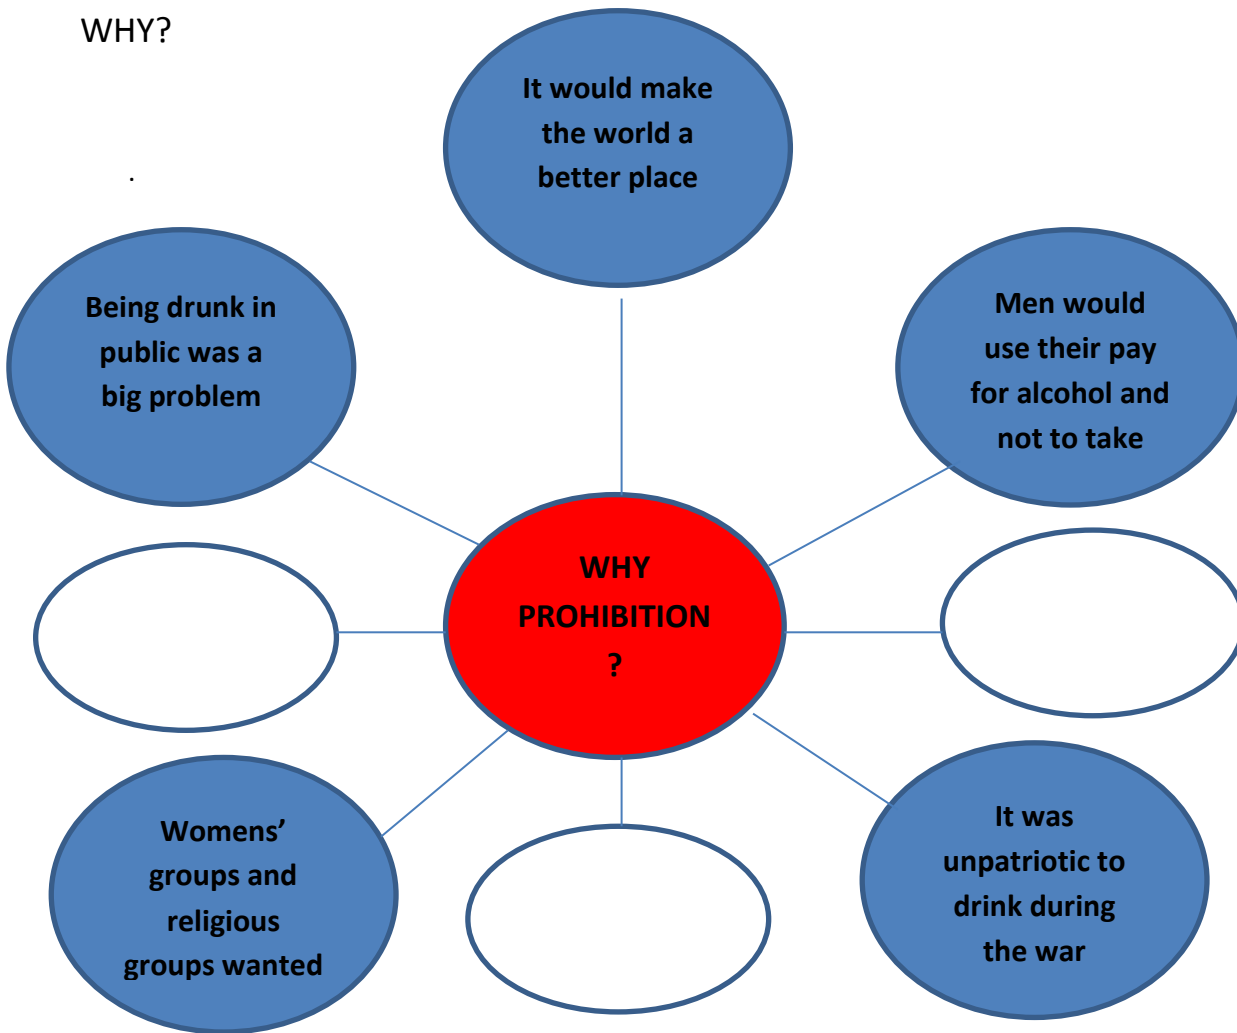 WHY?
It would make
the world a
better place
.
Being drunk in
public was a
big problem
Men would
use their pay
for alcohol and
not to take
WHY
PROHIBITION
?
Womens’
groups and
religious
groups wanted
It was
unpatriotic to
drink during
the war